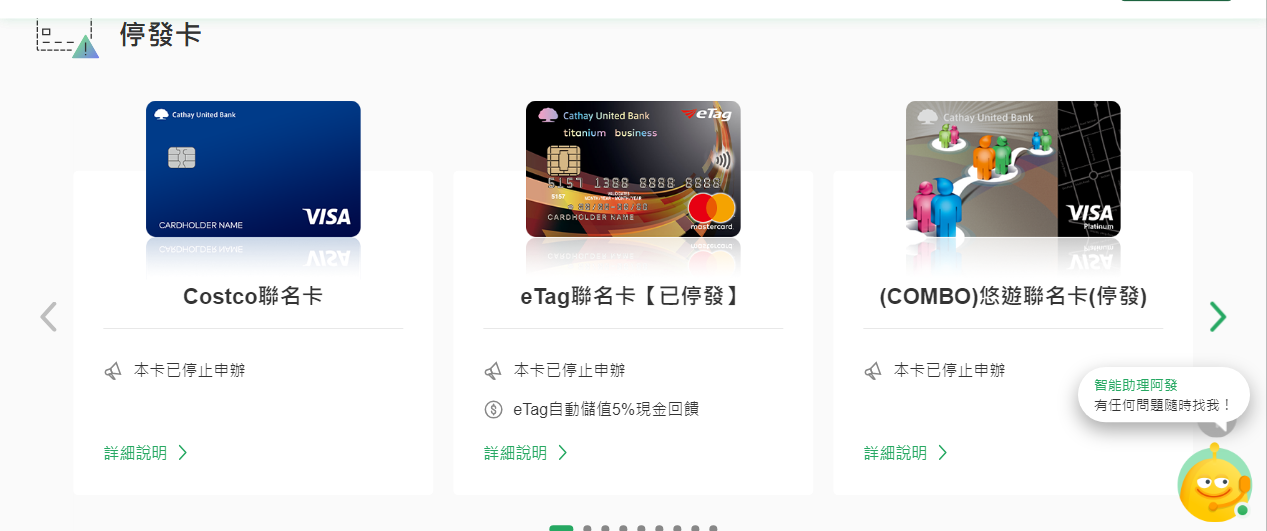 停發卡
Cathay United Bank
CARDHOLDER NAME
VISA
Costco聯名卡
本卡已停止申辦
詳細說明
Cathay United Bank
eTag
titanium business
5157 1388 8888 8888
5157
CARDHOLDER NAME
mastercard.
eTag聯名卡【已停發】
本卡已停止申辦
eTag自動儲值5%現金回饋
詳細說明
Cathay United Bank
VISA
Platinum
(COMBO)悠遊聯名卡(停發)
本卡已停止申辦
詳細說明
智能助理阿發
有任何問題隨時找我！